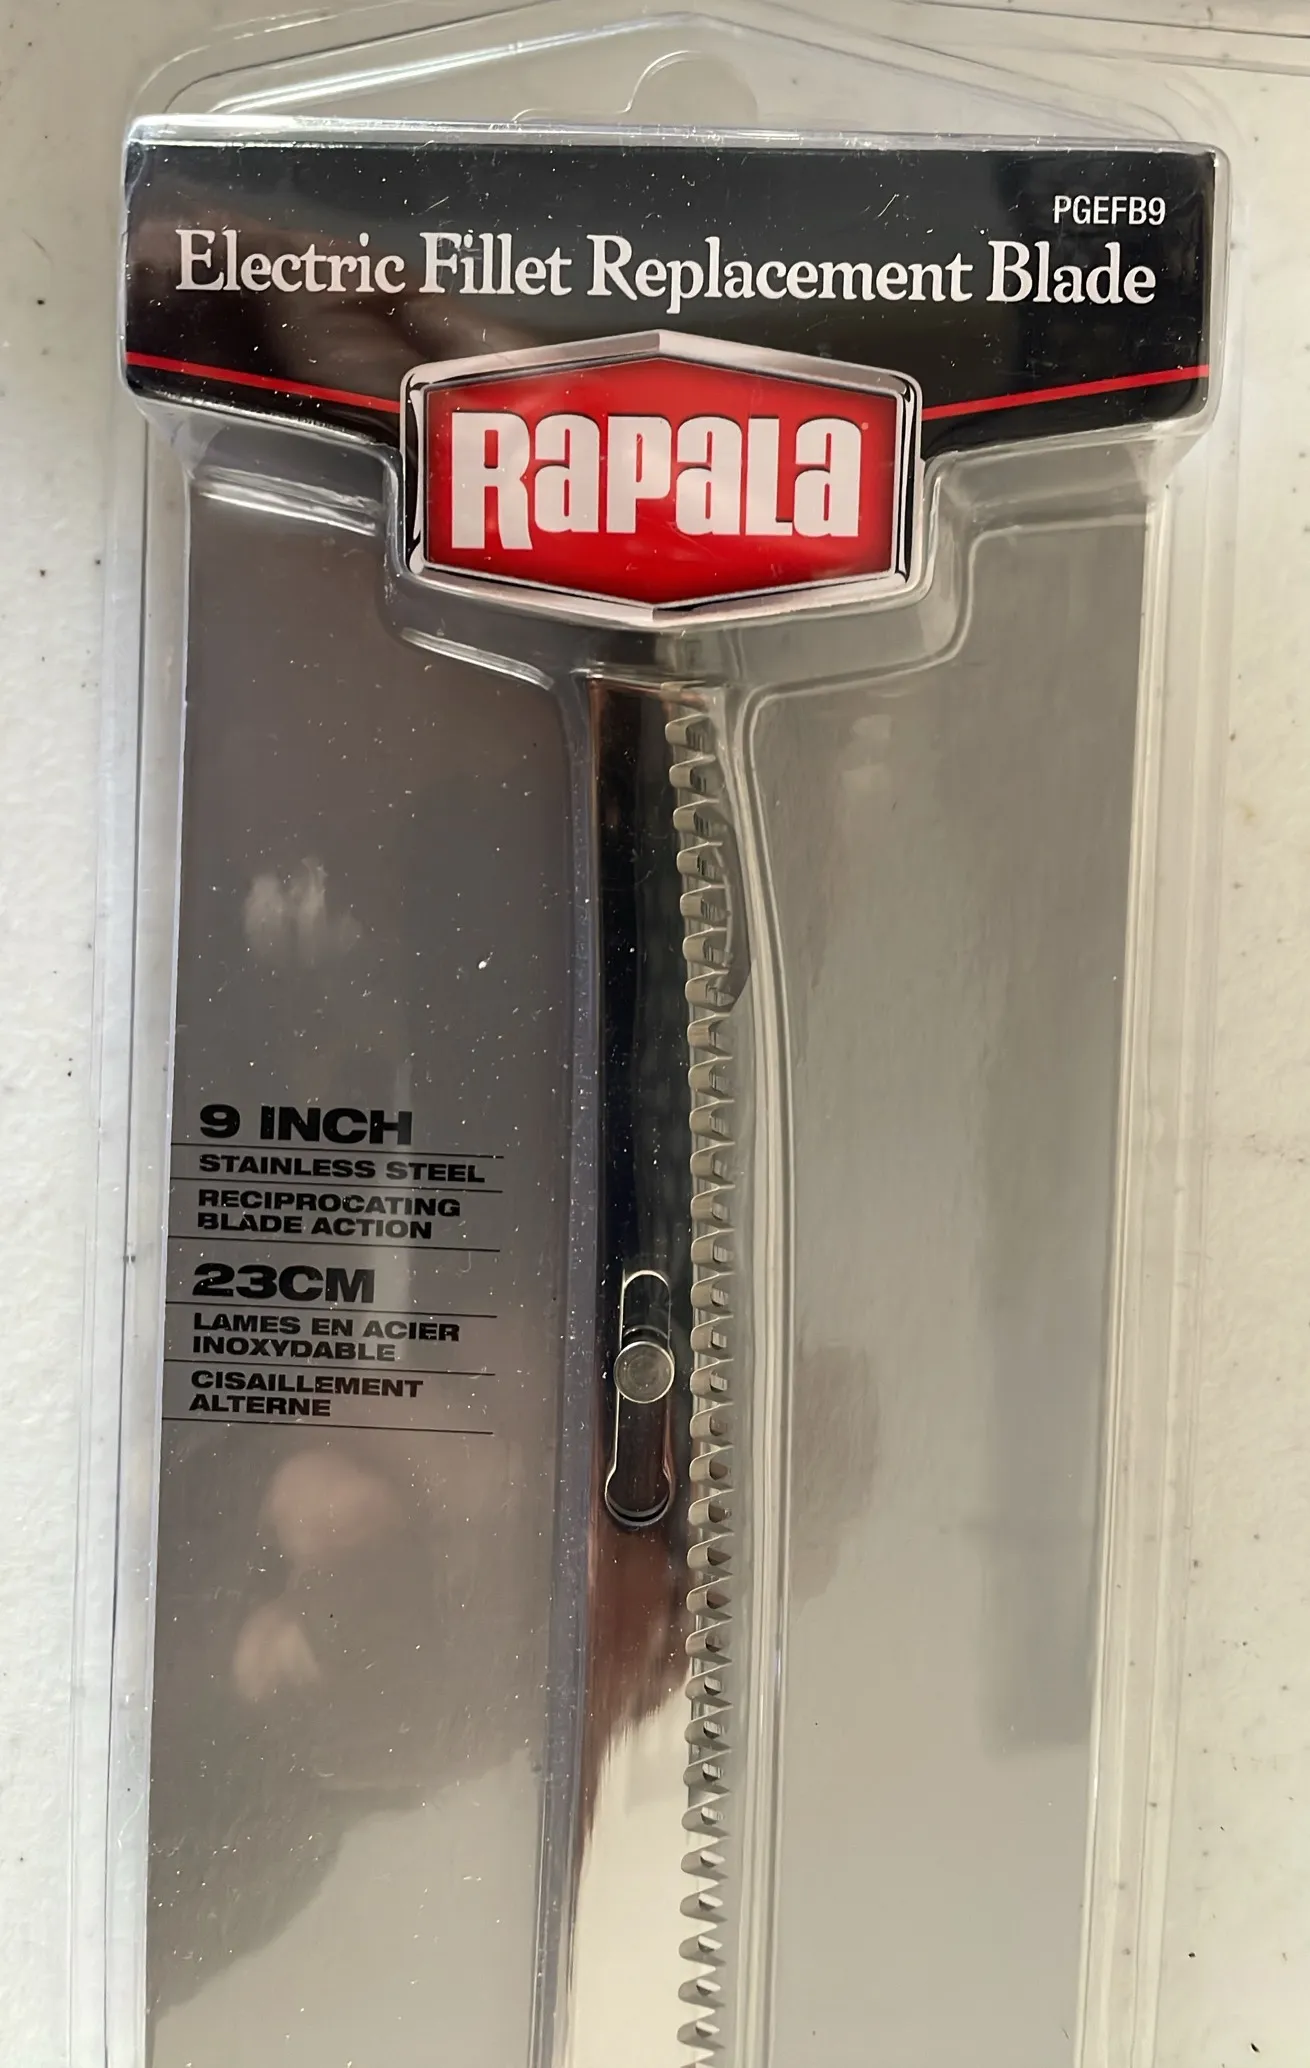 PGEFB9
Electric Fillet Replacement Blade
RAPALA
9 INCH
STAINLESS STEEL
RECIPROCATING
BLADE ACTION
23CM
LAMES EN ACIER
INOXYDABLE
CISAILLEMENT
ALTERNE